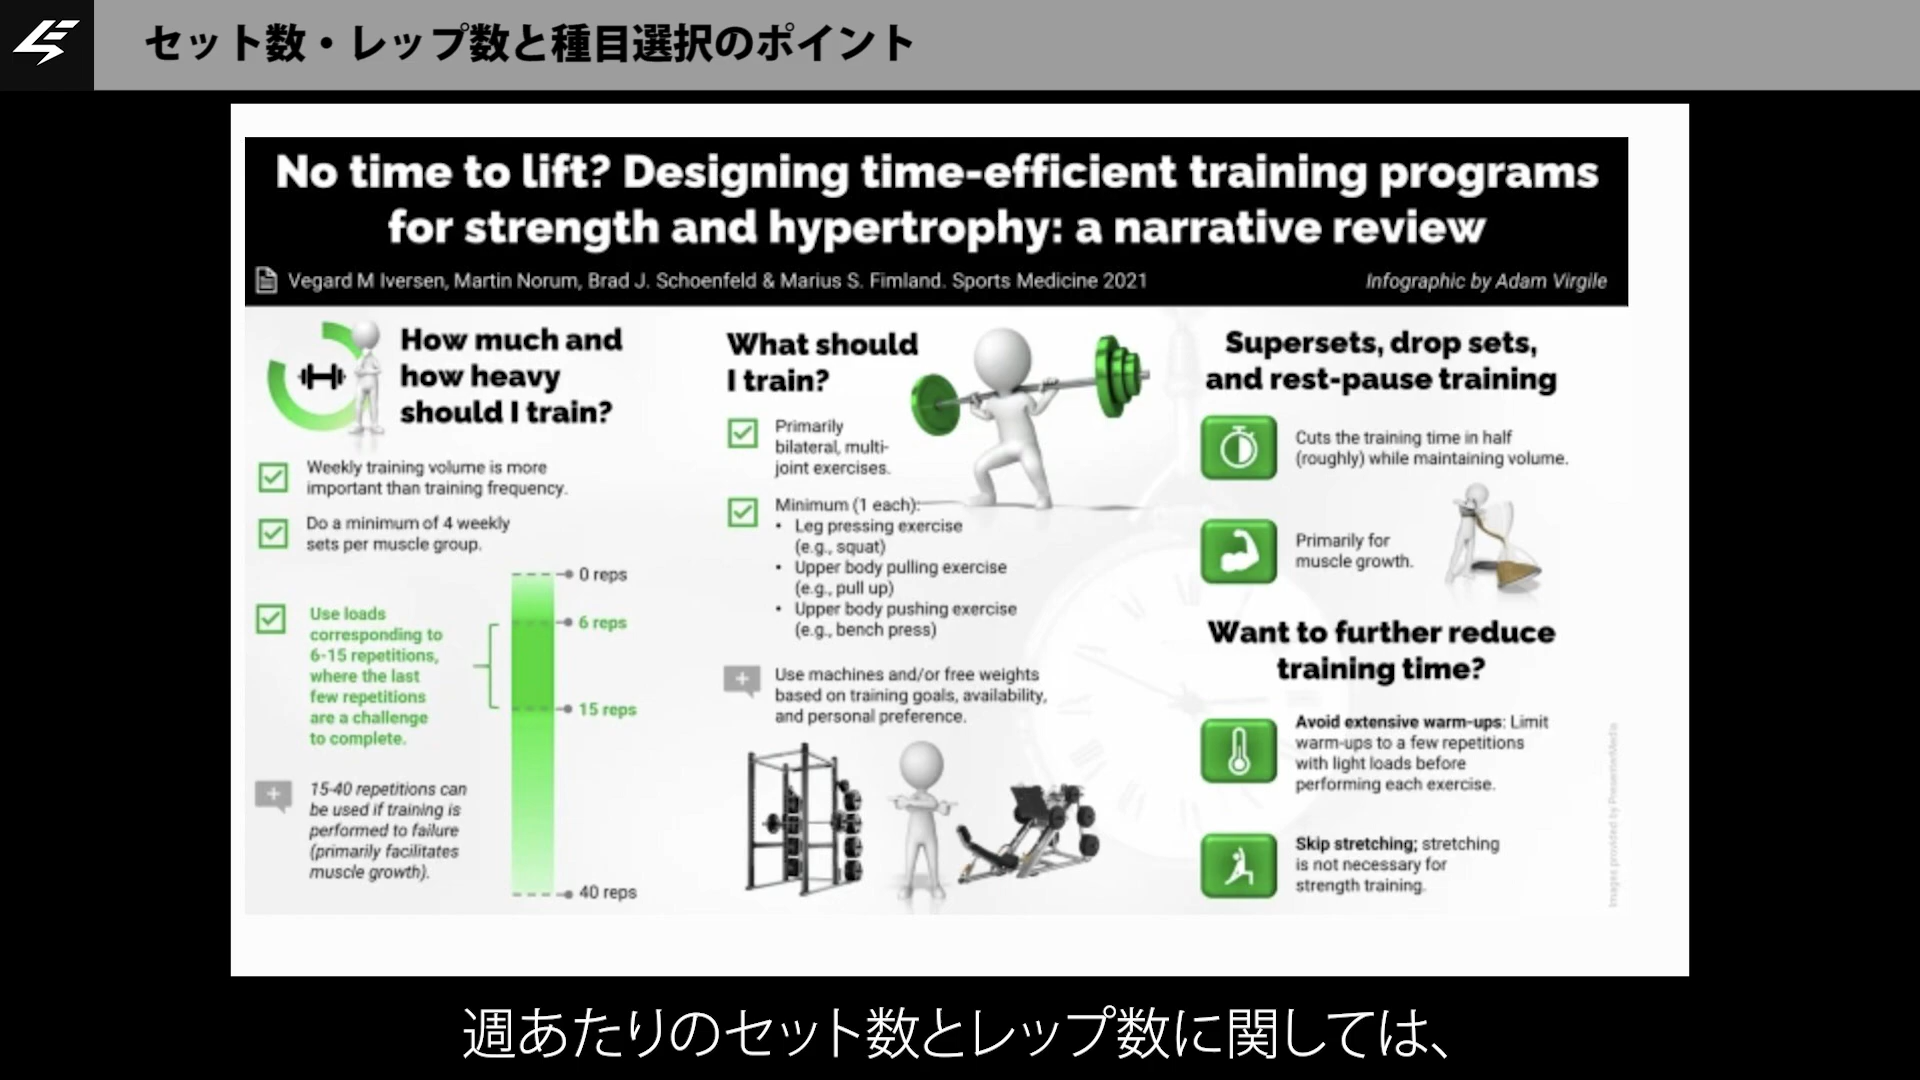 セット数・レップ数と種目選択のポイント
No time to lift? Designing time-efficient training programs
for strength and hypertrophy: a narrative review
Vegard M Iversen, Martin Norum, Brad J. Schoenfeld & Marius S. Fimland. Sports Medicine 2021
Infographic by Adam Virgile
How much and
how heavy
should I train?
Weekly training volume is more
important than training frequency.
Do a minimum of 4 weekly
sets per muscle group.
Use loads
corresponding to
6-15 repetitions,
where the last
few repetitions
are a challenge
to complete.
15-40 repetitions can
be used if training is
performed to failure
(primarily facilitates
muscle growth).
0 reps
6 reps
15 reps
40 reps
What should
I train?
Primarily
bilateral, multi-
joint exercises.
Minimum (1 each):
• Leg pressing exercise
(e.g., squat)
• Upper body pulling exercise
(e.g., pull up)
• Upper body pushing exercise
(e.g., bench press)
Use machines and/or free weights
based on training goals, availability,
and personal preference.
Supersets, drop sets,
and rest-pause training
Cuts the training time in half
(roughly) while maintaining volume.
Primarily for
muscle growth.
Want to further reduce
training time?
Avoid extensive warm-ups: Limit
warm-ups to a few repetitions
with light loads before
performing each exercise.
Skip stretching; stretching
is not necessary for
strength training.
Images provided by PresenterMedia
週あたりのセット数とレップ数に関しては、